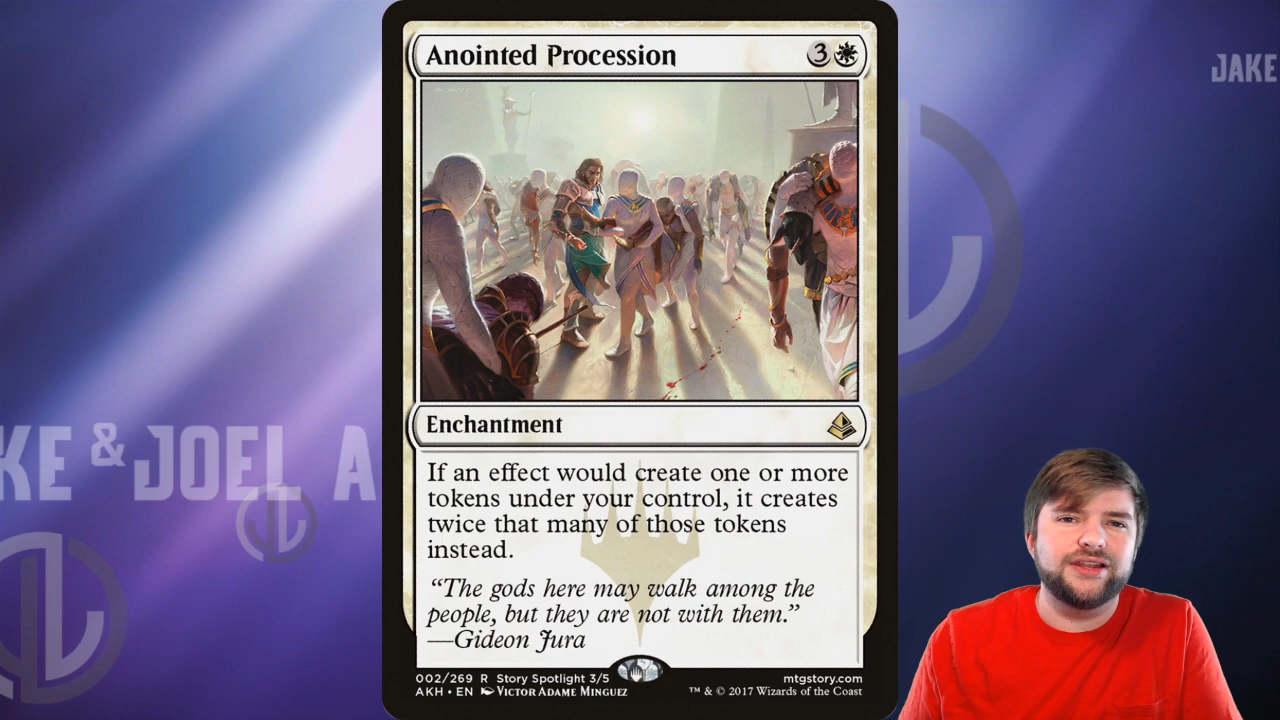 Anointed Procession 3
JAKE
Enchantment
KE & JOEL A
If an effect would create one or more
tokens under your control, it creates
twice that many of those tokens
instead.
“The gods here may walk among the
people, but they are not with them.”
—Gideon Jura
JL
JL
002/269 R Story Spotlight 3/5
mtgstory.com
AKH • EN Victor Adame Minguez
™ & © 2017 Wizards of the Coast